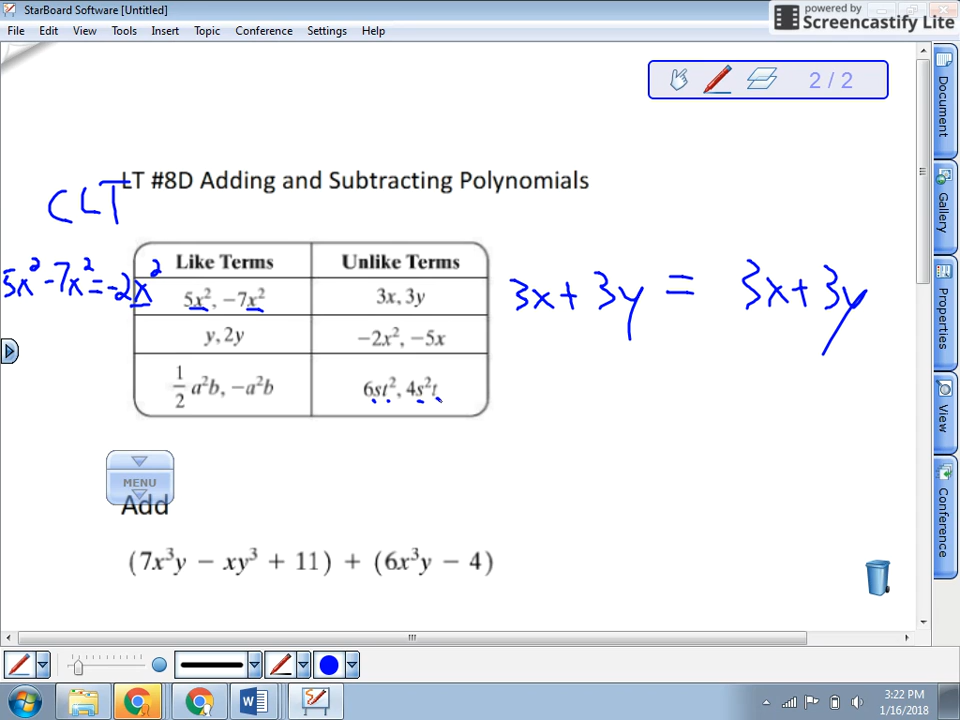 StarBoard Software [Untitled]
powered by
Screencastify Lite
File Edit View Tools Insert Topic Conference Settings Help
2 / 2
Document
Gallery
Properties
View
Conference
LT #8D Adding and Subtracting Polynomials
CLT
Like Terms Unlike Terms
5x² - 7x² = -2x²
5x², −7x² 3x, 3y
3x + 3y = 3x + 3y
y, 2y −2x², −5x
1/2 a²b, −a²b 6st², 4s²t
MENU
Add
(7x³y − xy³ + 11) + (6x³y − 4)
3:22 PM
1/16/2018